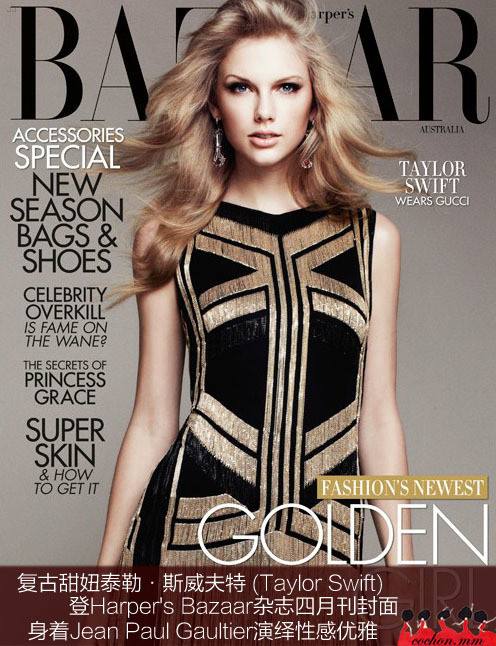 Harper's
BAZAAR
AUSTRALIA
ACCESSORIES
SPECIAL
NEW
SEASON
BAGS &
SHOES
CELEBRITY
OVERKILL
IS FAME ON
THE WANE?
THE SECRETS OF
PRINCESS
GRACE
SUPER
SKIN
& HOW
TO GET IT
TAYLOR
SWIFT
WEARS GUCCI
FASHION'S NEWEST
GOLDEN
GIRL
复古甜妞泰勒·斯威夫特 (Taylor Swift)
登Harper's Bazaar杂志四月刊封面
身着Jean Paul Gaultier演绎性感优雅
cochon.mm